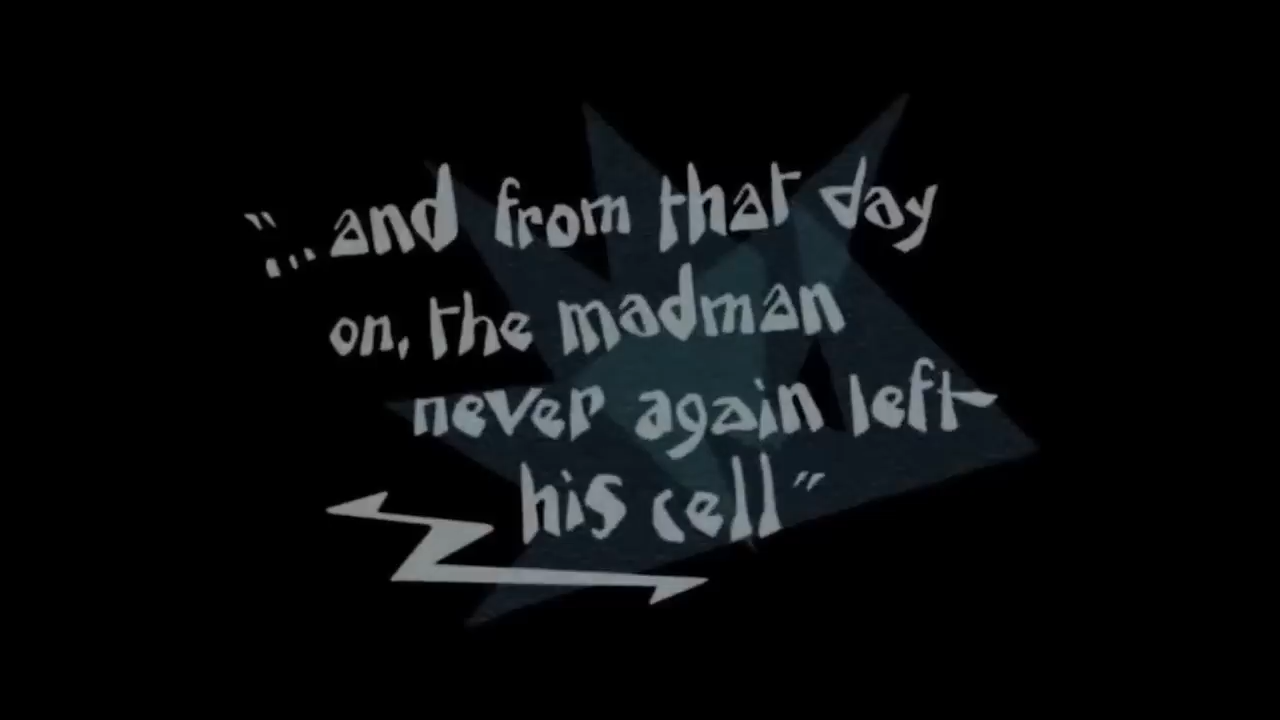 “...and from that day
on, the madman
never again left
his cell”